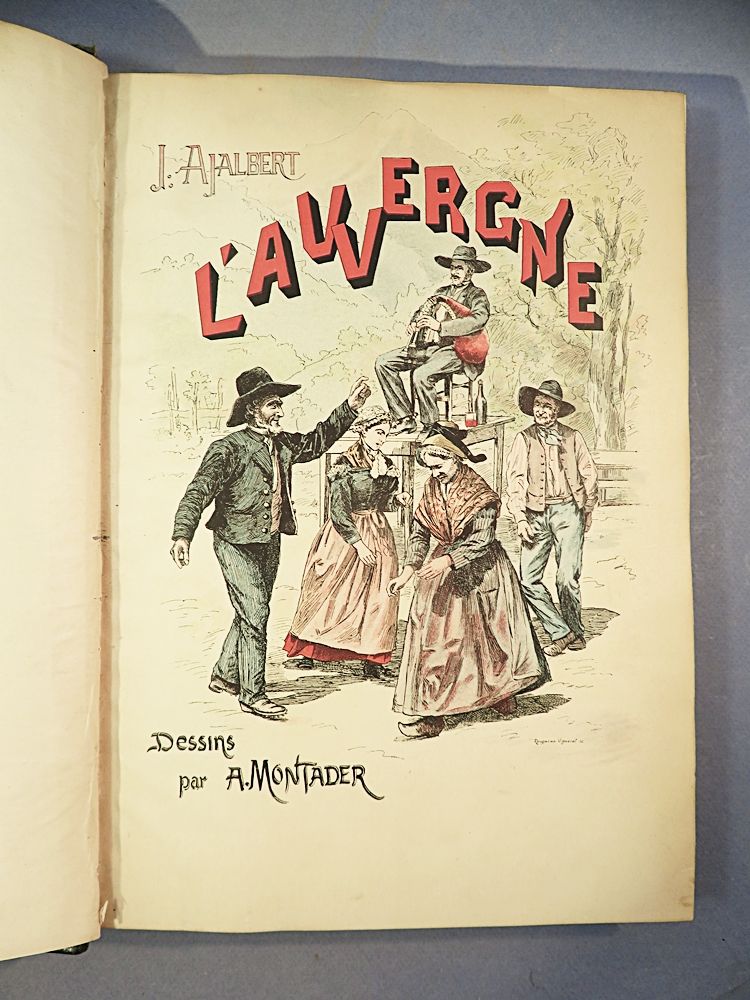 J. AJALBERT
L'AUVERGNE
Dessins
par A. MONTADER